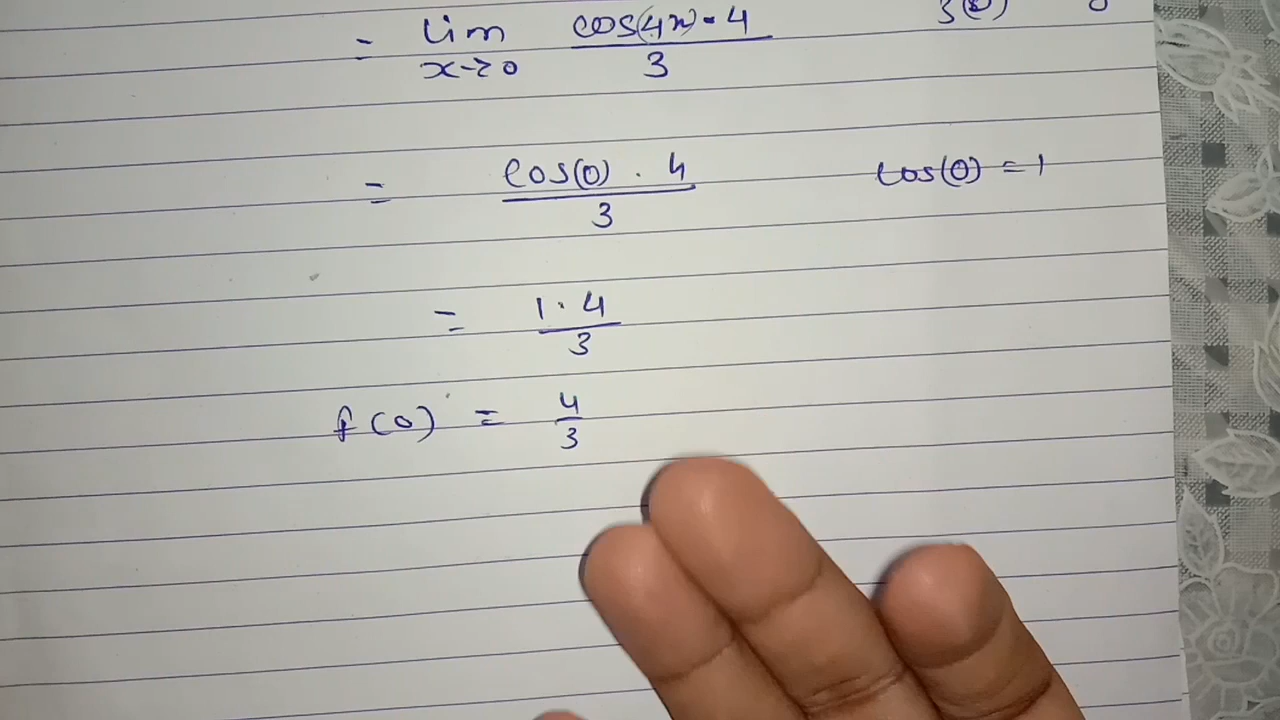 = lim x→0 cos(4x)·4 / 3
= cos(0) · 4 / 3 cos(0) = 1
= 1 · 4 / 3
f(0) = 4 / 3